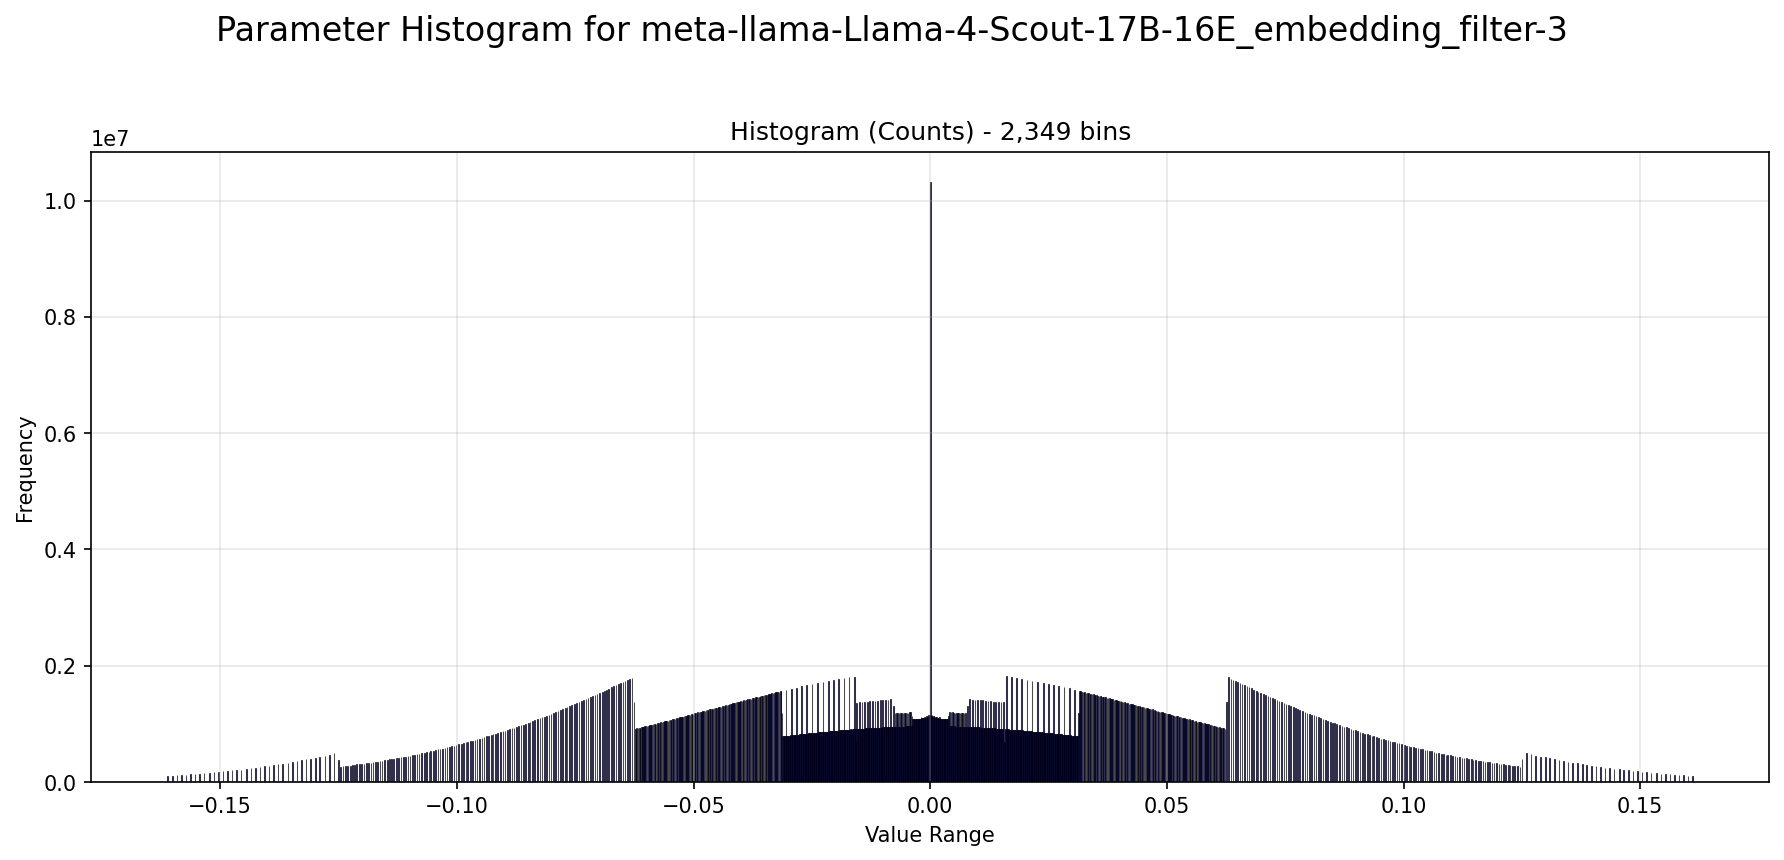 Parameter Histogram for meta-llama-Llama-4-Scout-17B-16E_embedding_filter-3
Histogram (Counts) - 2,349 bins
1e7
1.0
0.8
0.6
0.4
0.2
0.0
Frequency
−0.15 −0.10 −0.05 0.00 0.05 0.10 0.15
Value Range